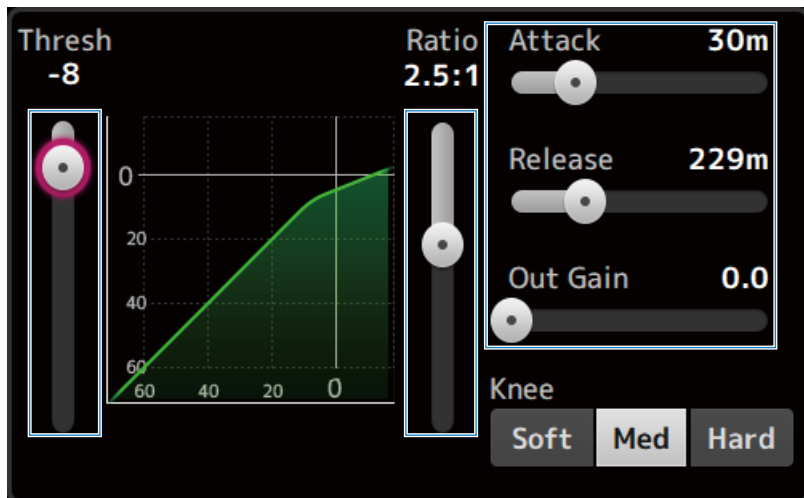 Thresh
-8
Ratio
2.5:1
Attack 30m
Release 229m
Out Gain 0.0
0
20
40
60
60 40 20 0
Knee
Soft Med Hard